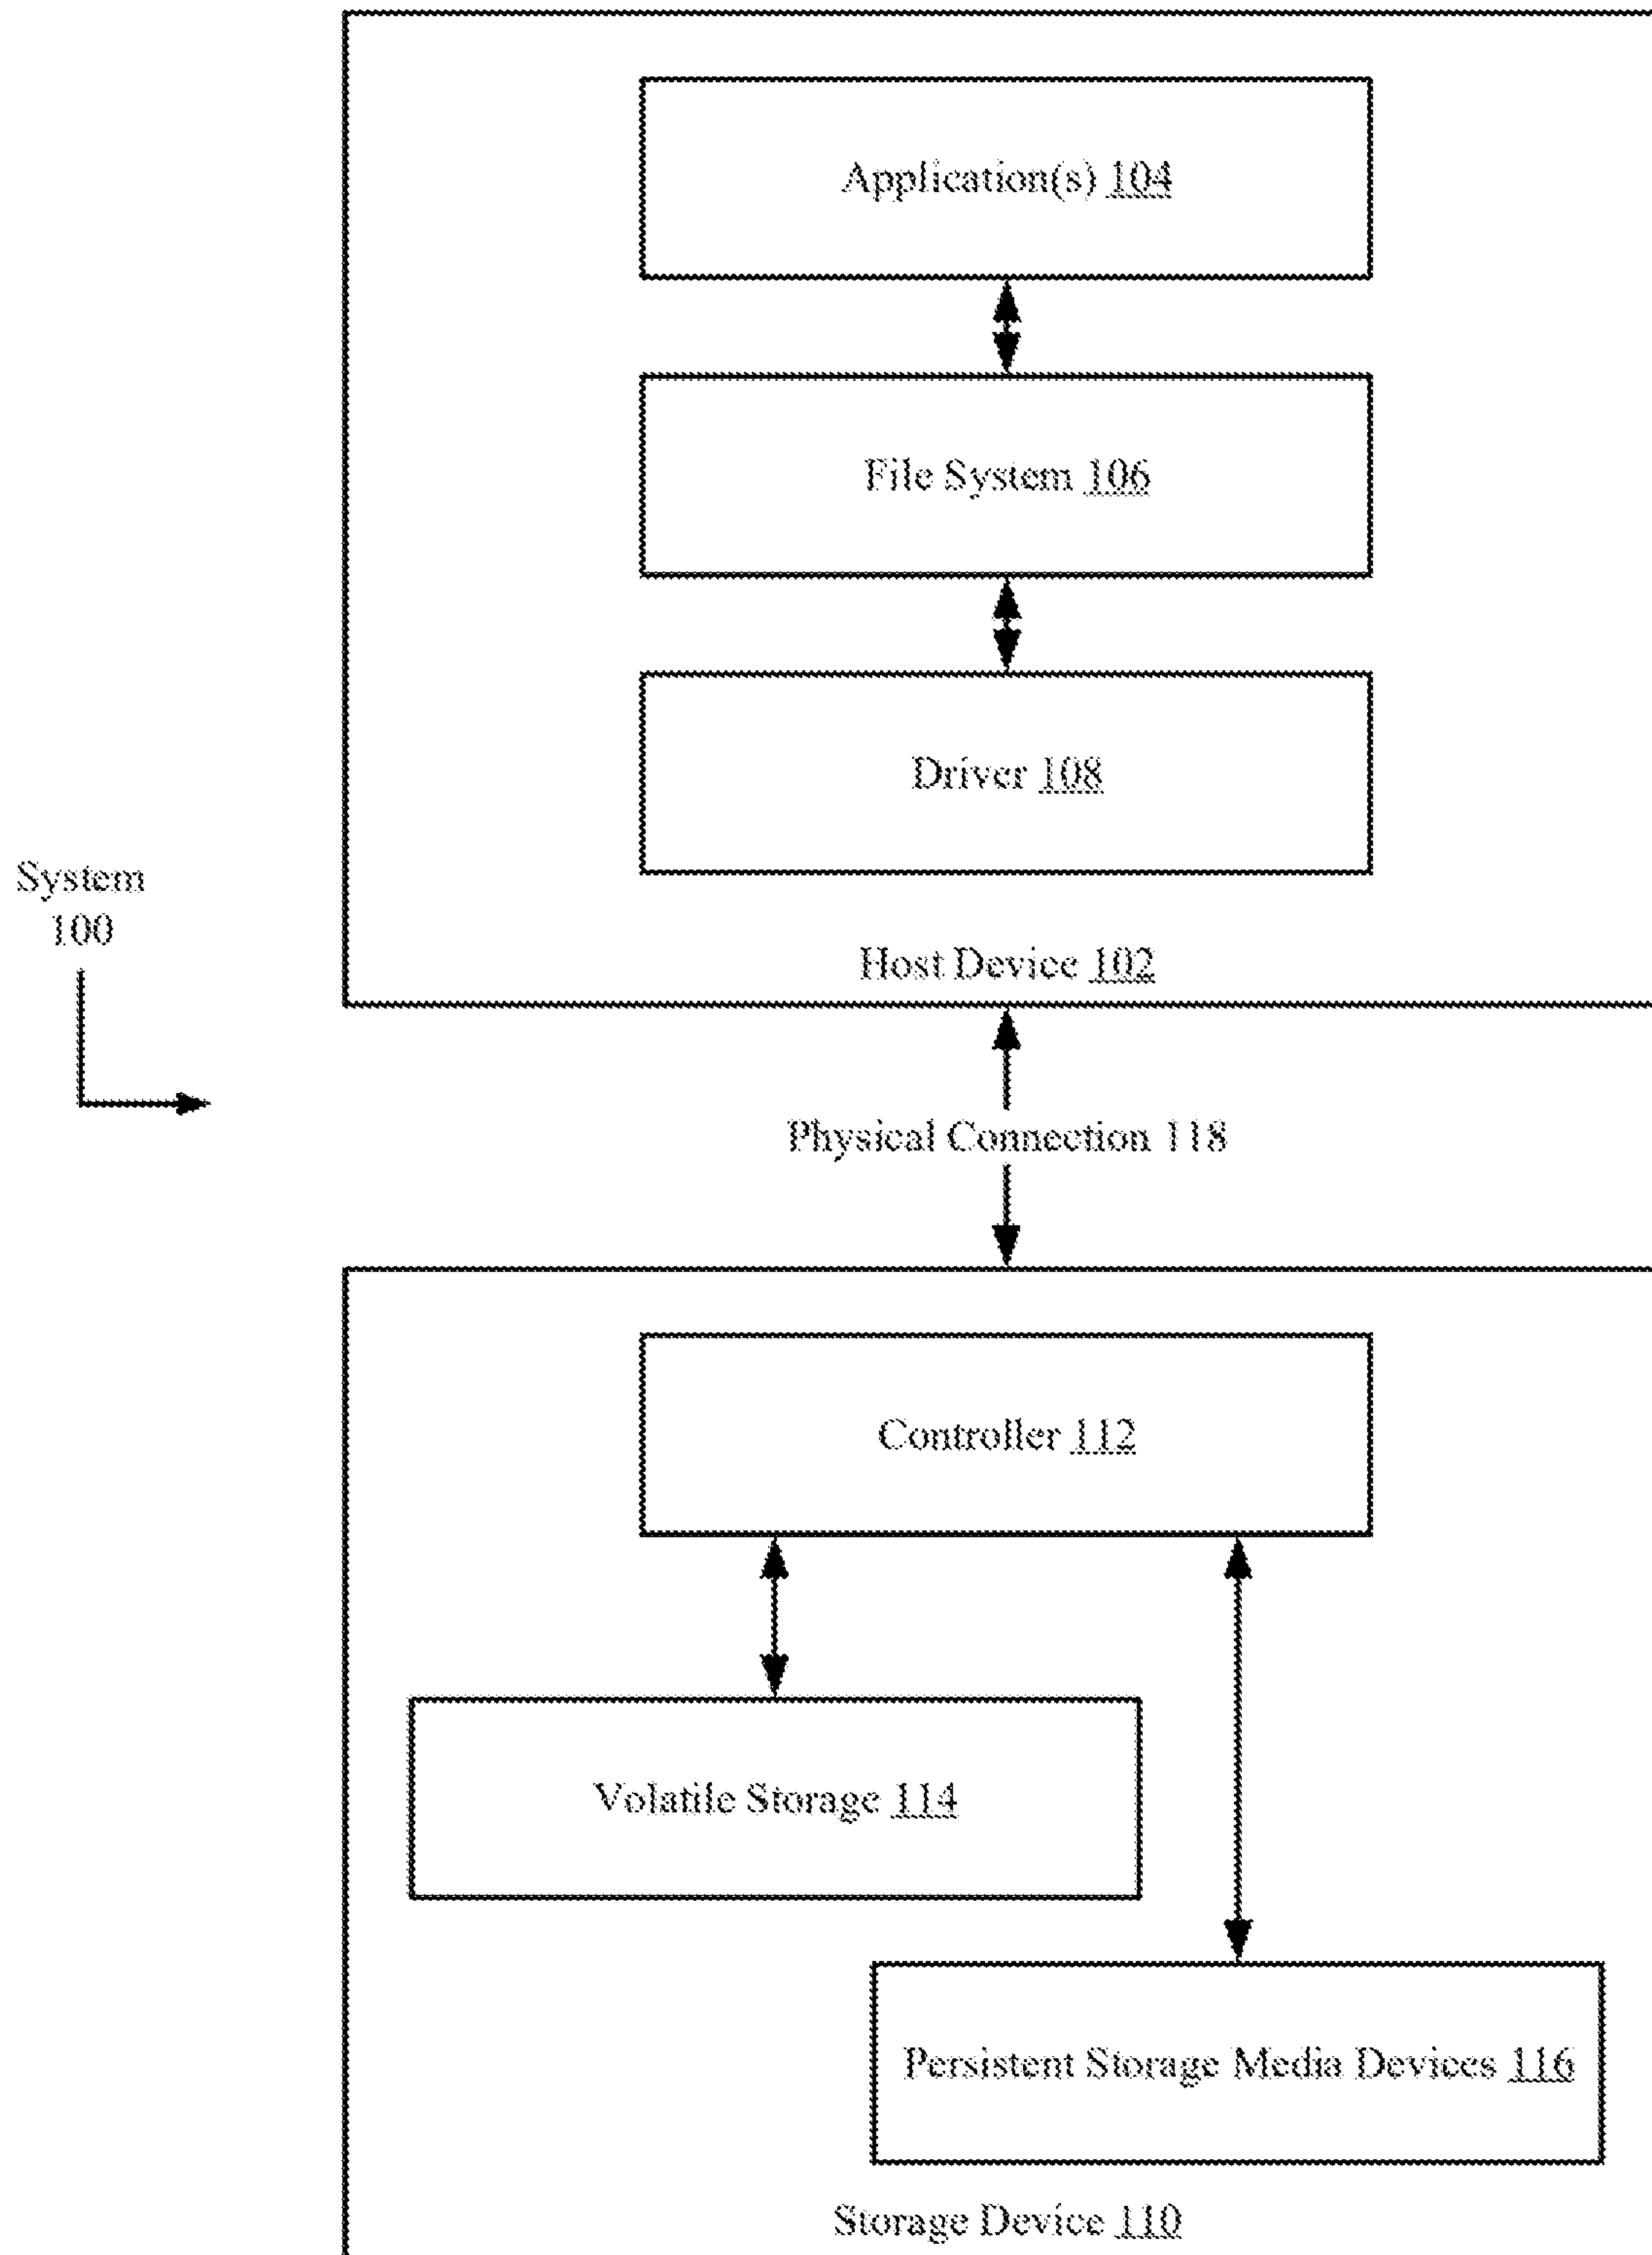 Application(s) 104
File System 106
Driver 108
System
100
Host Device 102
Physical Connection 118
Controller 112
Volatile Storage 114
Persistent Storage Media Devices 116
Storage Device 110